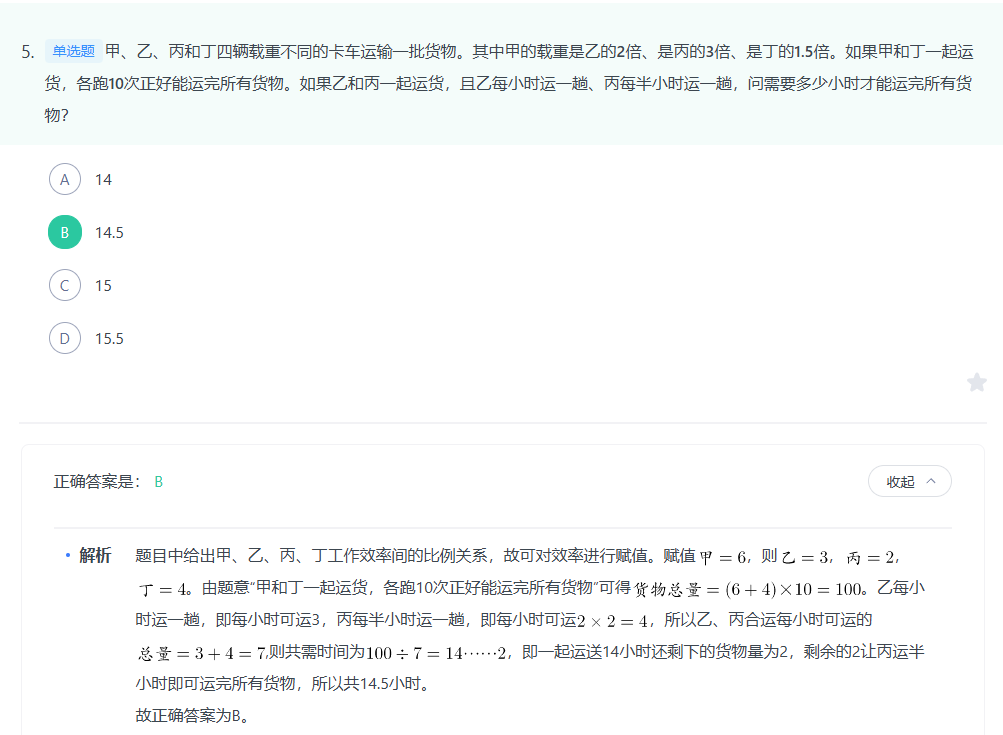 5. 单选题 甲、乙、丙和丁四辆载重不同的卡车运输一批货物。其中甲的载重是乙的2倍、是丙的3倍、是丁的1.5倍。如果甲和丁一起运
货，各跑10次正好能运完所有货物。如果乙和丙一起运货，且乙每小时运一趟、丙每半小时运一趟，问需要多少小时才能运完所有货
物？
A 14
B 14.5
C 15
D 15.5
正确答案是： B 收起
• 解析 题目中给出甲、乙、丙、丁工作效率间的比例关系，故可对效率进行赋值。赋值甲 = 6，则乙 = 3，丙 = 2，
丁 = 4。由题意“甲和丁一起运货，各跑10次正好能运完所有货物”可得货物总量 = (6 + 4) × 10 = 100。乙每小
时运一趟，即每小时可运3，丙每半小时运一趟，即每小时可运2 × 2 = 4，所以乙、丙合运每小时可运的
总量 = 3 + 4 = 7,则共需时间为100 ÷ 7 = 14……2，即一起运送14小时还剩下的货物量为2，剩余的2让丙运半
小时即可运完所有货物，所以共14.5小时。
故正确答案为B。